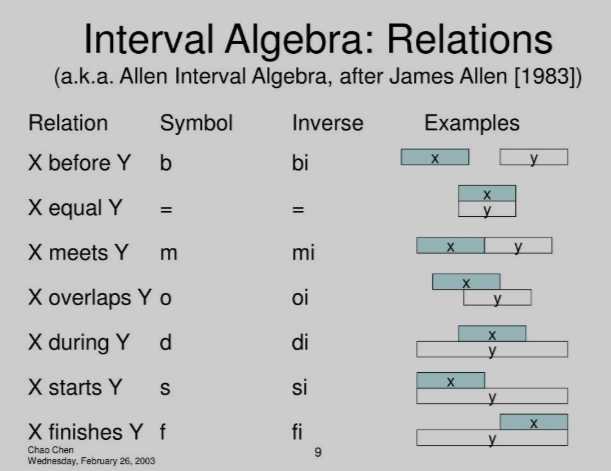 Interval Algebra: Relations
(a.k.a. Allen Interval Algebra, after James Allen [1983])
Relation Symbol Inverse Examples
X before Y b bi x y
X equal Y = = x
y
X meets Y m mi x y
X overlaps Y o oi x
y
X during Y d di x
y
X starts Y s si x
y
X finishes Y f fi x
y
Chao Chen
Wednesday, February 26, 2003
9